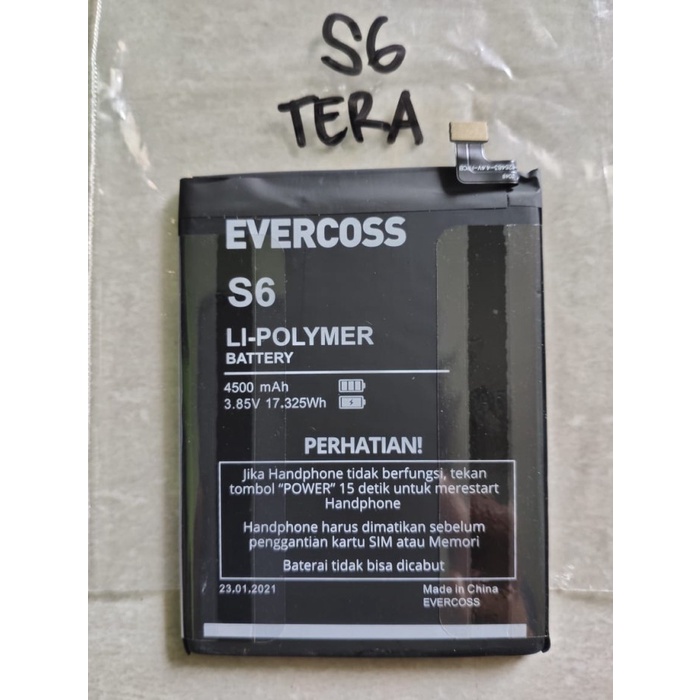 S6
TERA
EVERCOSS
S6
LI-POLYMER
BATTERY
4500 mAh
3.85V 17.325Wh
PERHATIAN!
Jika Handphone tidak berfungsi, tekan
tombol “POWER” 15 detik untuk merestart
Handphone
Handphone harus dimatikan sebelum
penggantian kartu SIM atau Memori
Baterai tidak bisa dicabut
23.01.2021
Made in China
EVERCOSS